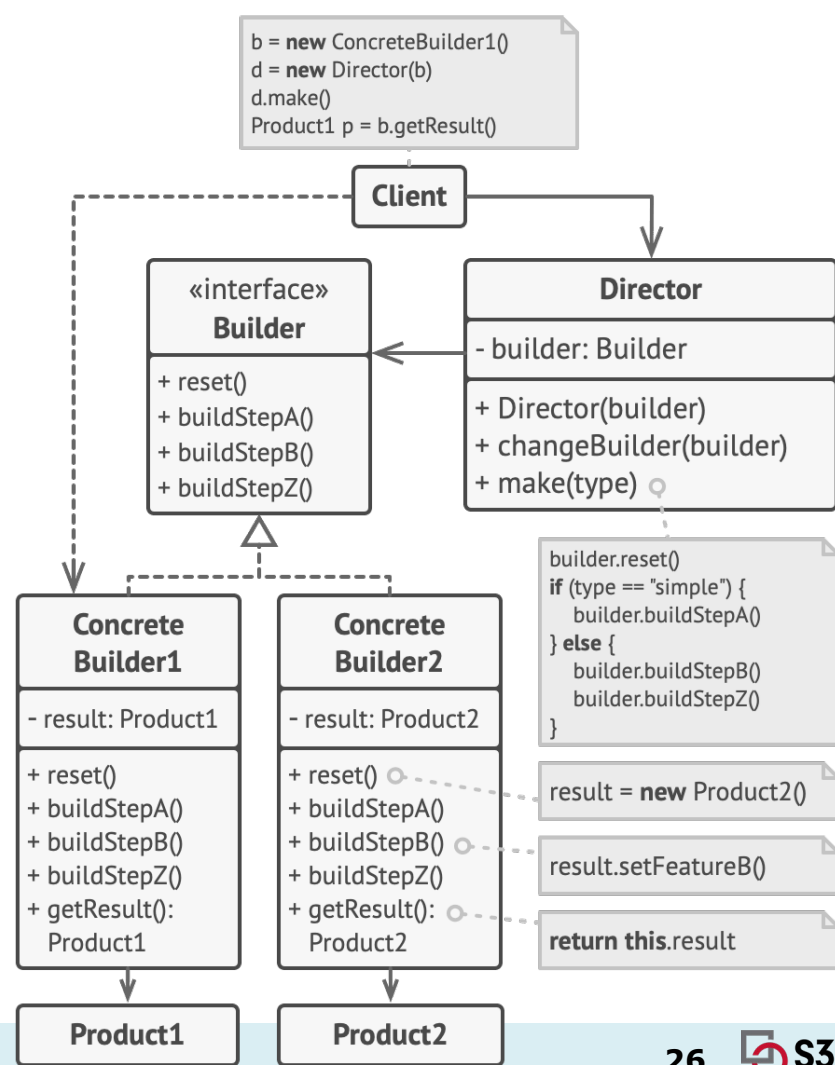 b = new ConcreteBuilder1()
d = new Director(b)
d.make()
Product1 p = b.getResult()
Client
«interface»
Builder
+ reset()
+ buildStepA()
+ buildStepB()
+ buildStepZ()
Director
- builder: Builder
+ Director(builder)
+ changeBuilder(builder)
+ make(type)
builder.reset()
if (type == "simple") {
builder.buildStepA()
} else {
builder.buildStepB()
builder.buildStepZ()
}
Concrete
Builder1
- result: Product1
+ reset()
+ buildStepA()
+ buildStepB()
+ buildStepZ()
+ getResult():
Product1
Concrete
Builder2
- result: Product2
+ reset()
+ buildStepA()
+ buildStepB()
+ buildStepZ()
+ getResult():
Product2
result = new Product2()
result.setFeatureB()
return this.result
Product1
Product2
26
S3